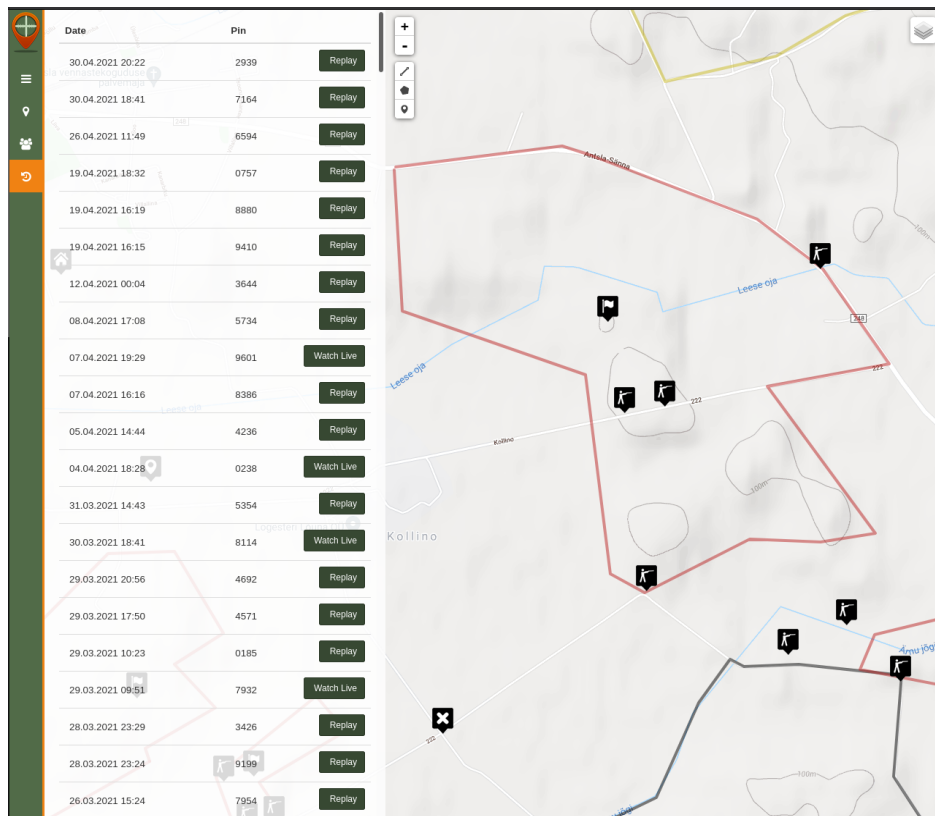 Date Pin
30.04.2021 20:22 2939 Replay
30.04.2021 18:41 7164 Replay
26.04.2021 11:49 6594 Replay
19.04.2021 18:32 0757 Replay
19.04.2021 16:19 8880 Replay
19.04.2021 16:15 9410 Replay
12.04.2021 00:04 3644 Replay
08.04.2021 17:08 5734 Replay
07.04.2021 19:29 9601 Watch Live
07.04.2021 16:16 8386 Replay
05.04.2021 14:44 4236 Replay
04.04.2021 18:28 0238 Watch Live
31.03.2021 14:43 5354 Replay
30.03.2021 18:41 8114 Watch Live
29.03.2021 20:56 4692 Replay
29.03.2021 17:50 4571 Replay
29.03.2021 10:23 0185 Replay
29.03.2021 09:51 7932 Watch Live
28.03.2021 23:29 3426 Replay
28.03.2021 23:24 9199 Replay
26.03.2021 15:24 7954 Replay
+
-
Antsla-Sänna
100m
Leese oja
248
222
Leese oja
222
Kollino
100m
Kollino
222
100m